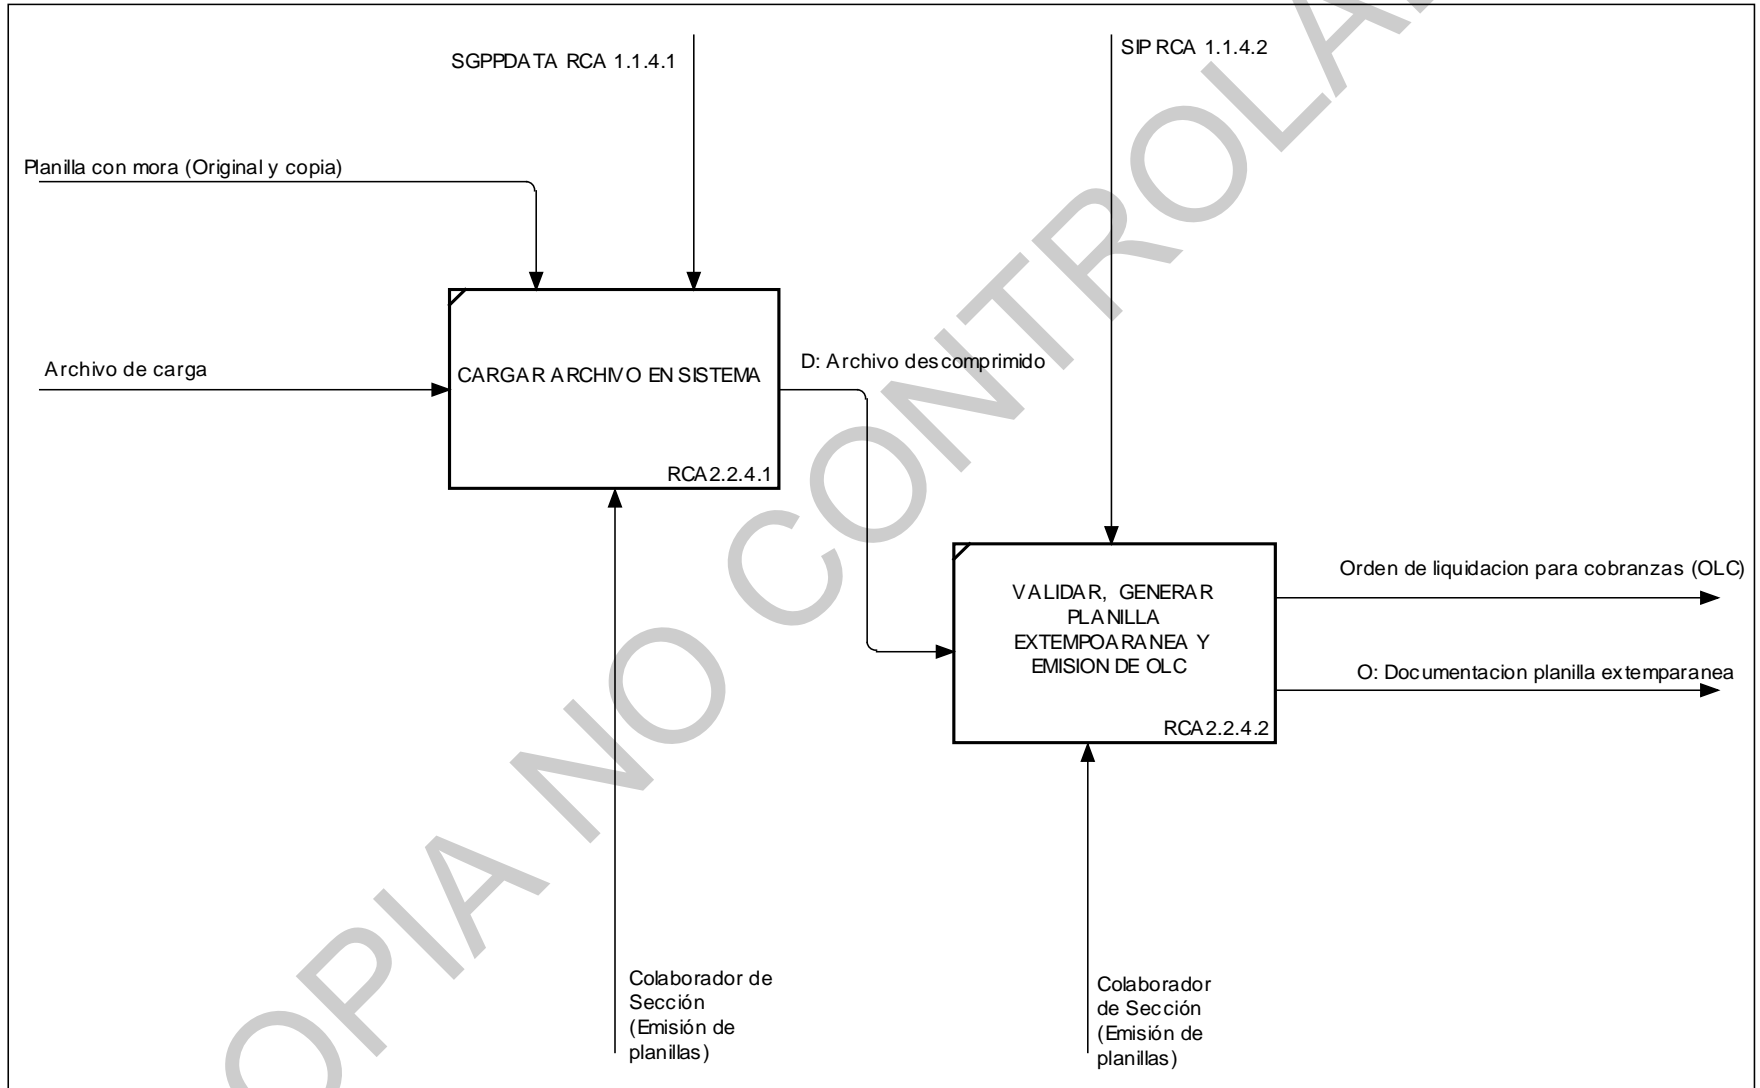 SGPPDATA RCA 1.1.4.1
SIP RCA 1.1.4.2
Planilla con mora (Original y copia)
Archivo de carga
CARGAR ARCHIVO EN SISTEMA
RCA2.2.4.1
D: Archivo descomprimido
VALIDAR, GENERAR
PLANILLA
EXTEMPOARANEA Y
EMISION DE OLC
RCA2.2.4.2
Orden de liquidacion para cobranzas (OLC)
O: Documentacion planilla extemparanea
Colaborador de
Sección
(Emisión de
planillas)
Colaborador
de Sección
(Emisión de
planillas)
OPIA NO CONTROLA